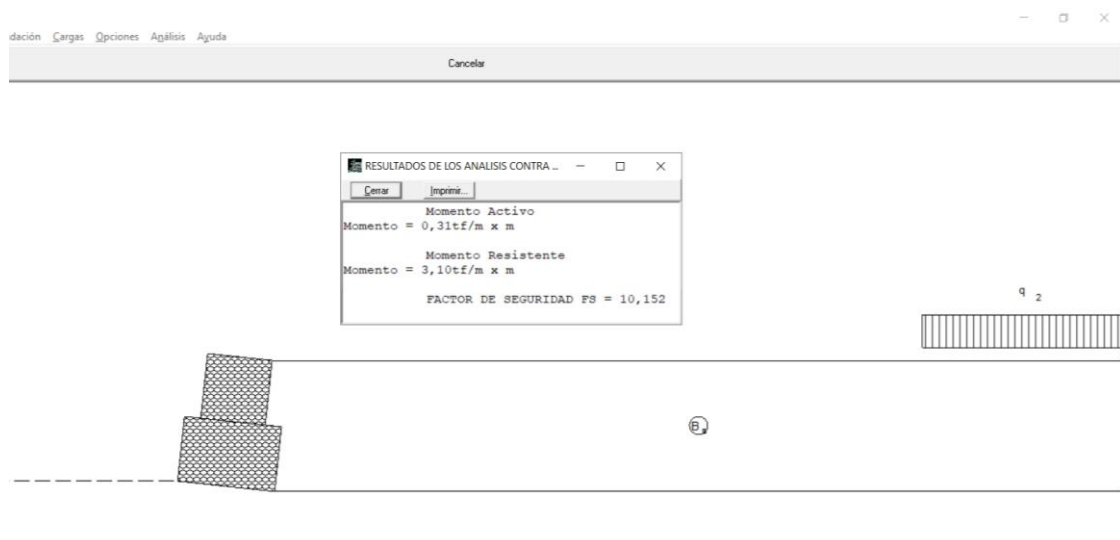 dación Cargas Opciones Análisis Ayuda
Cancelar
RESULTADOS DE LOS ANALISIS CONTRA ...
Cerrar Imprimir...
Momento Activo
Momento = 0,31tf/m x m
Momento Resistente
Momento = 3,10tf/m x m
FACTOR DE SEGURIDAD FS = 10,152
q 2
B